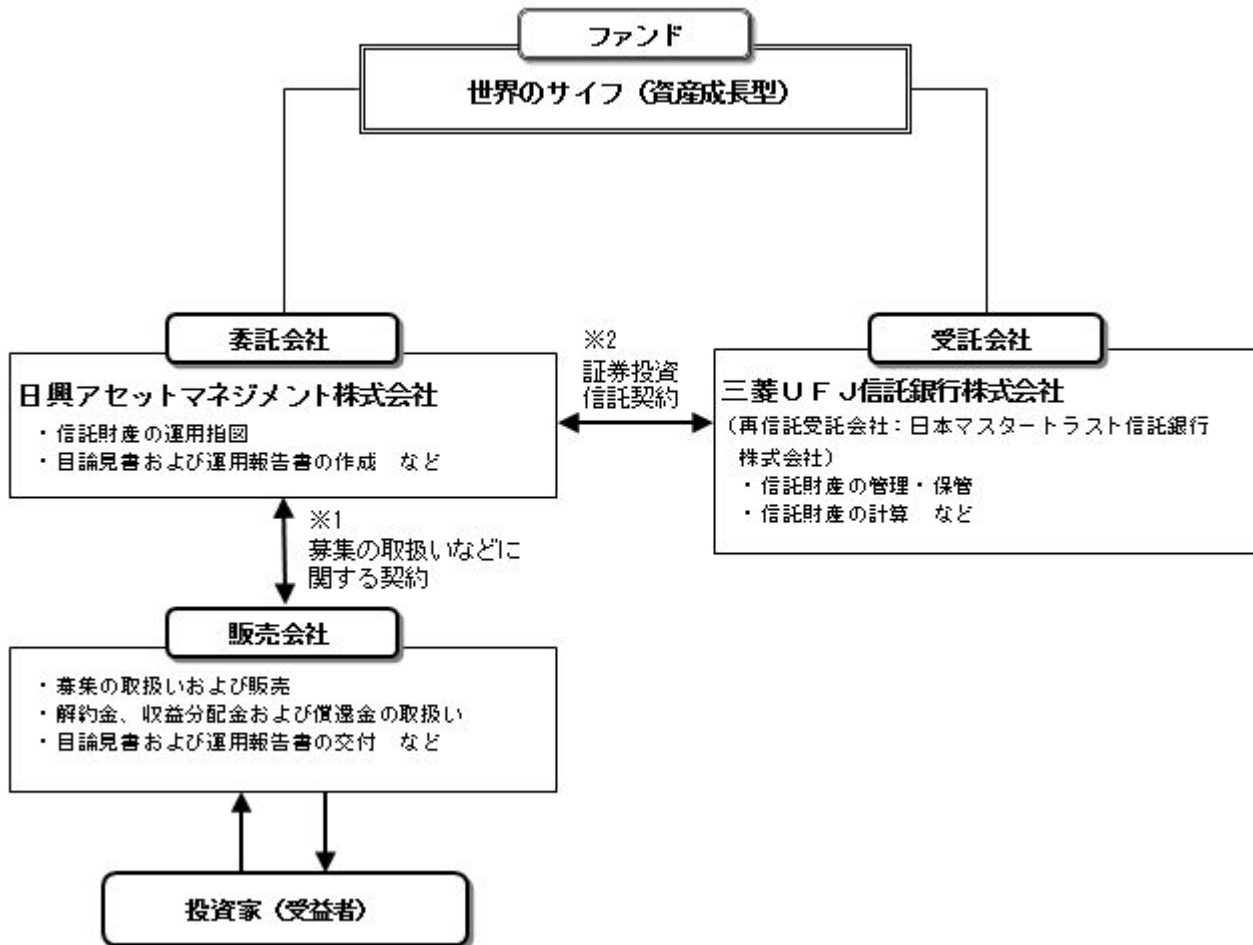 ファンド
世界のサイフ（資産成長型）
委託会社
日興アセットマネジメント株式会社
・信託財産の運用指図
・目論見書および運用報告書の作成　など
※2
証券投資
信託契約
受託会社
三菱ＵＦＪ信託銀行株式会社
（再信託受託会社：日本マスタートラスト信託銀行
株式会社）
・信託財産の管理・保管
・信託財産の計算　など
※1
募集の取扱いなどに
関する契約
販売会社
・募集の取扱いおよび販売
・解約金、収益分配金および償還金の取扱い
・目論見書および運用報告書の交付　など
投資家（受益者）